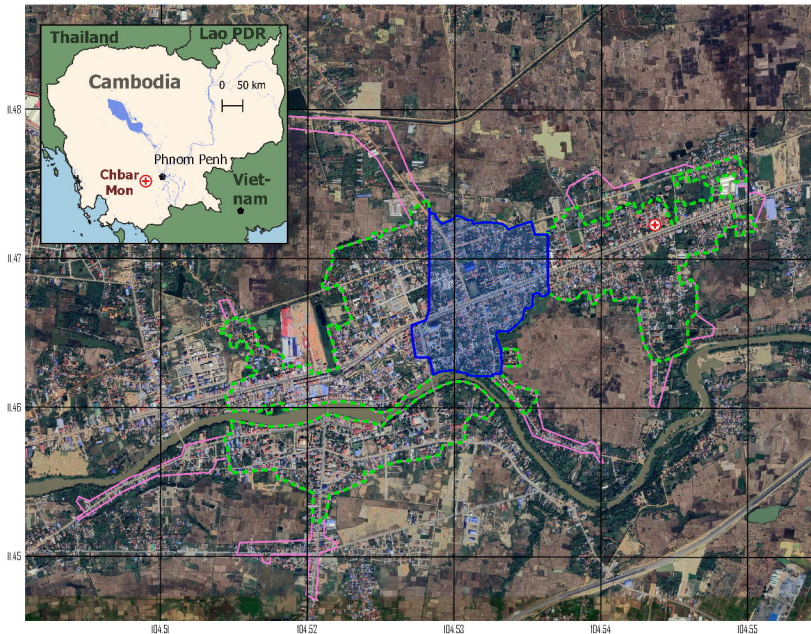 Thailand
Lao PDR
Cambodia
0 50 km
Phnom Penh
Chbar
Mon
Viet-
nam
11.48
11.47
11.46
11.45
104.51
104.52
104.53
104.54
104.55